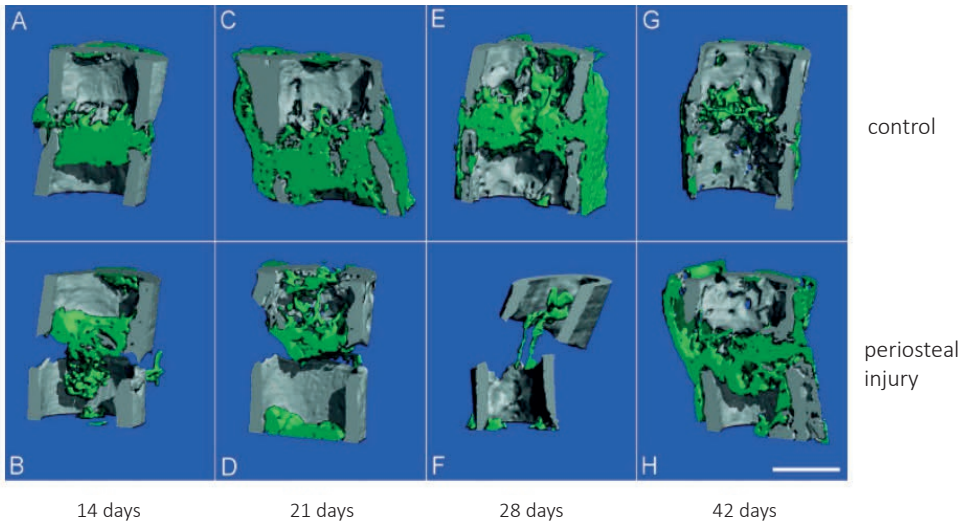 A C E G
control
B D F H
periosteal
injury
14 days 21 days 28 days 42 days